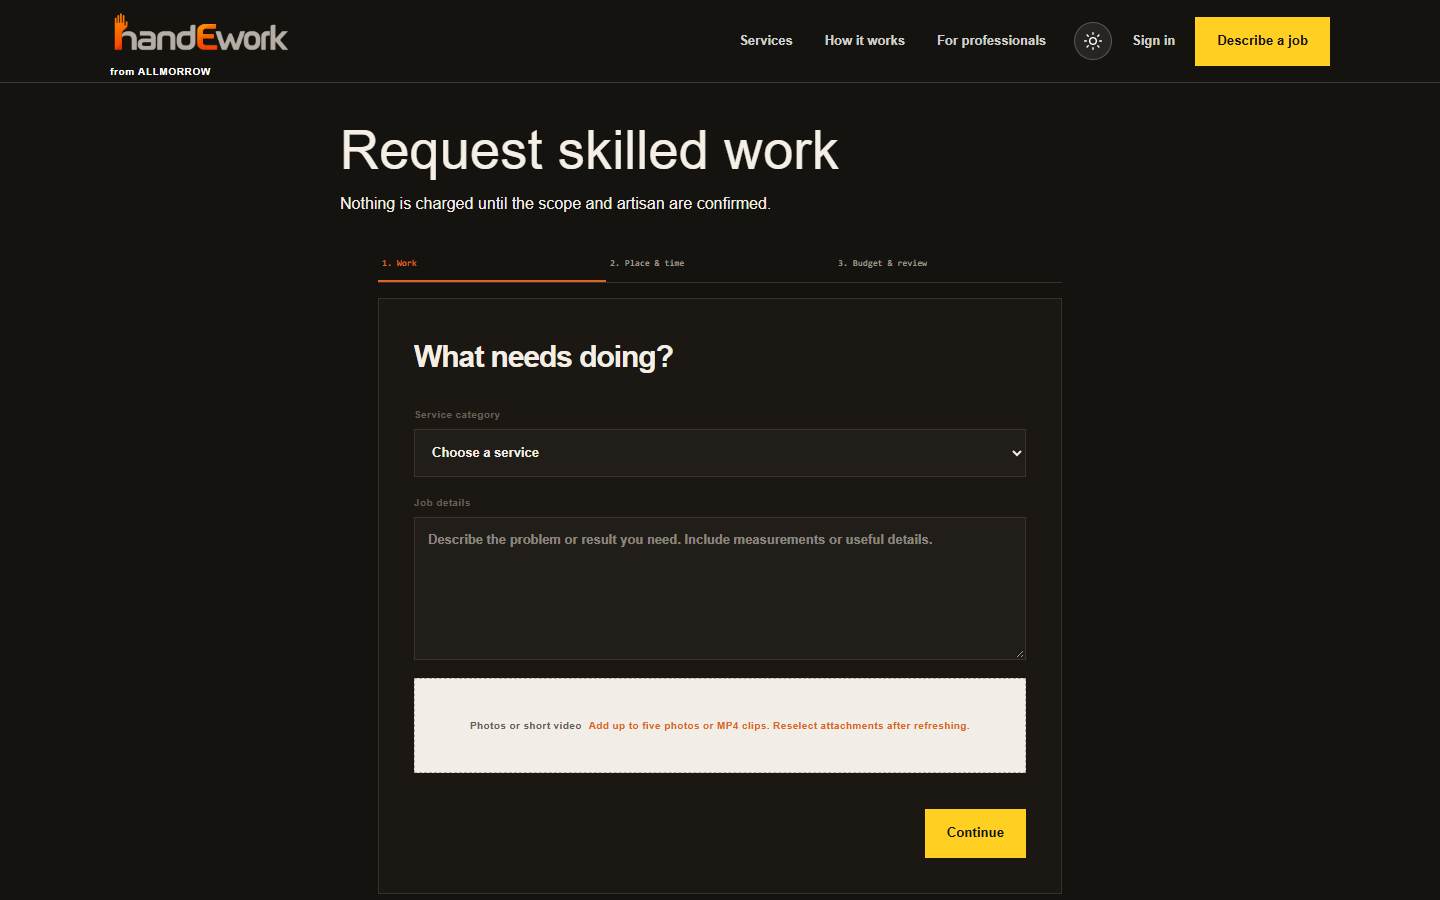 handEwork
from ALLMORROW
Services
How it works
For professionals
Sign in
Describe a job
Request skilled work
Nothing is charged until the scope and artisan are confirmed.
1. Work
2. Place & time
3. Budget & review
What needs doing?
Service category
Choose a service
Job details
Describe the problem or result you need. Include measurements or useful details.
Photos or short video Add up to five photos or MP4 clips. Reselect attachments after refreshing.
Continue